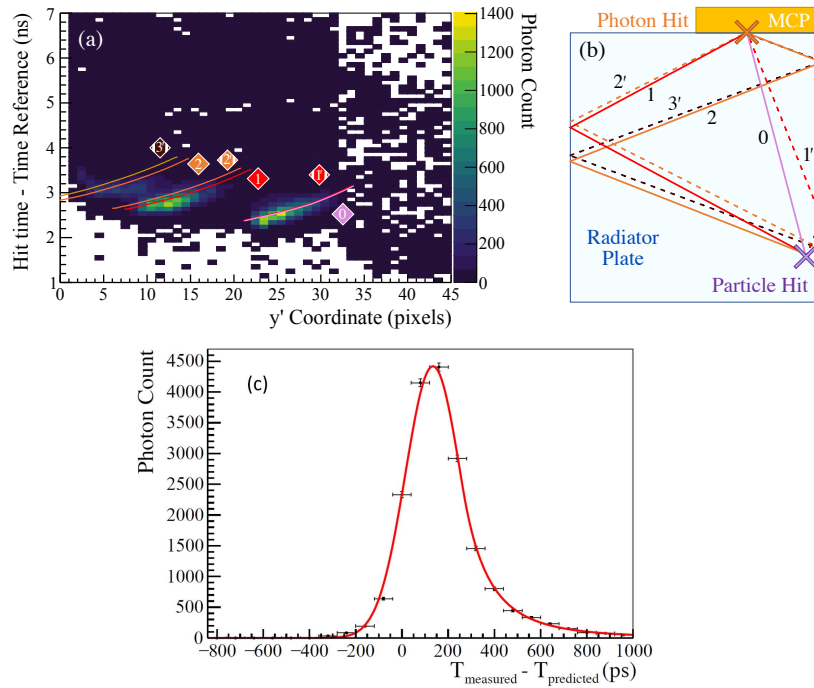 (a)
Hit time - Time Reference (ns)
7
6
5
4
3
2
1
0 5 10 15 20 25 30 35 40 45
y' Coordinate (pixels)
3'
2
2'
1
1'
0
1400
1200
1000
800
600
400
200
0
Photon Count
Photon Hit
MCP
(b)
2'
1
3'
2
0
1'
Radiator
Plate
Particle Hit
(c)
Photon Count
4500
4000
3500
3000
2500
2000
1500
1000
500
0
−800 −600 −400 −200 0 200 400 600 800 1000
T measured - T predicted (ps)